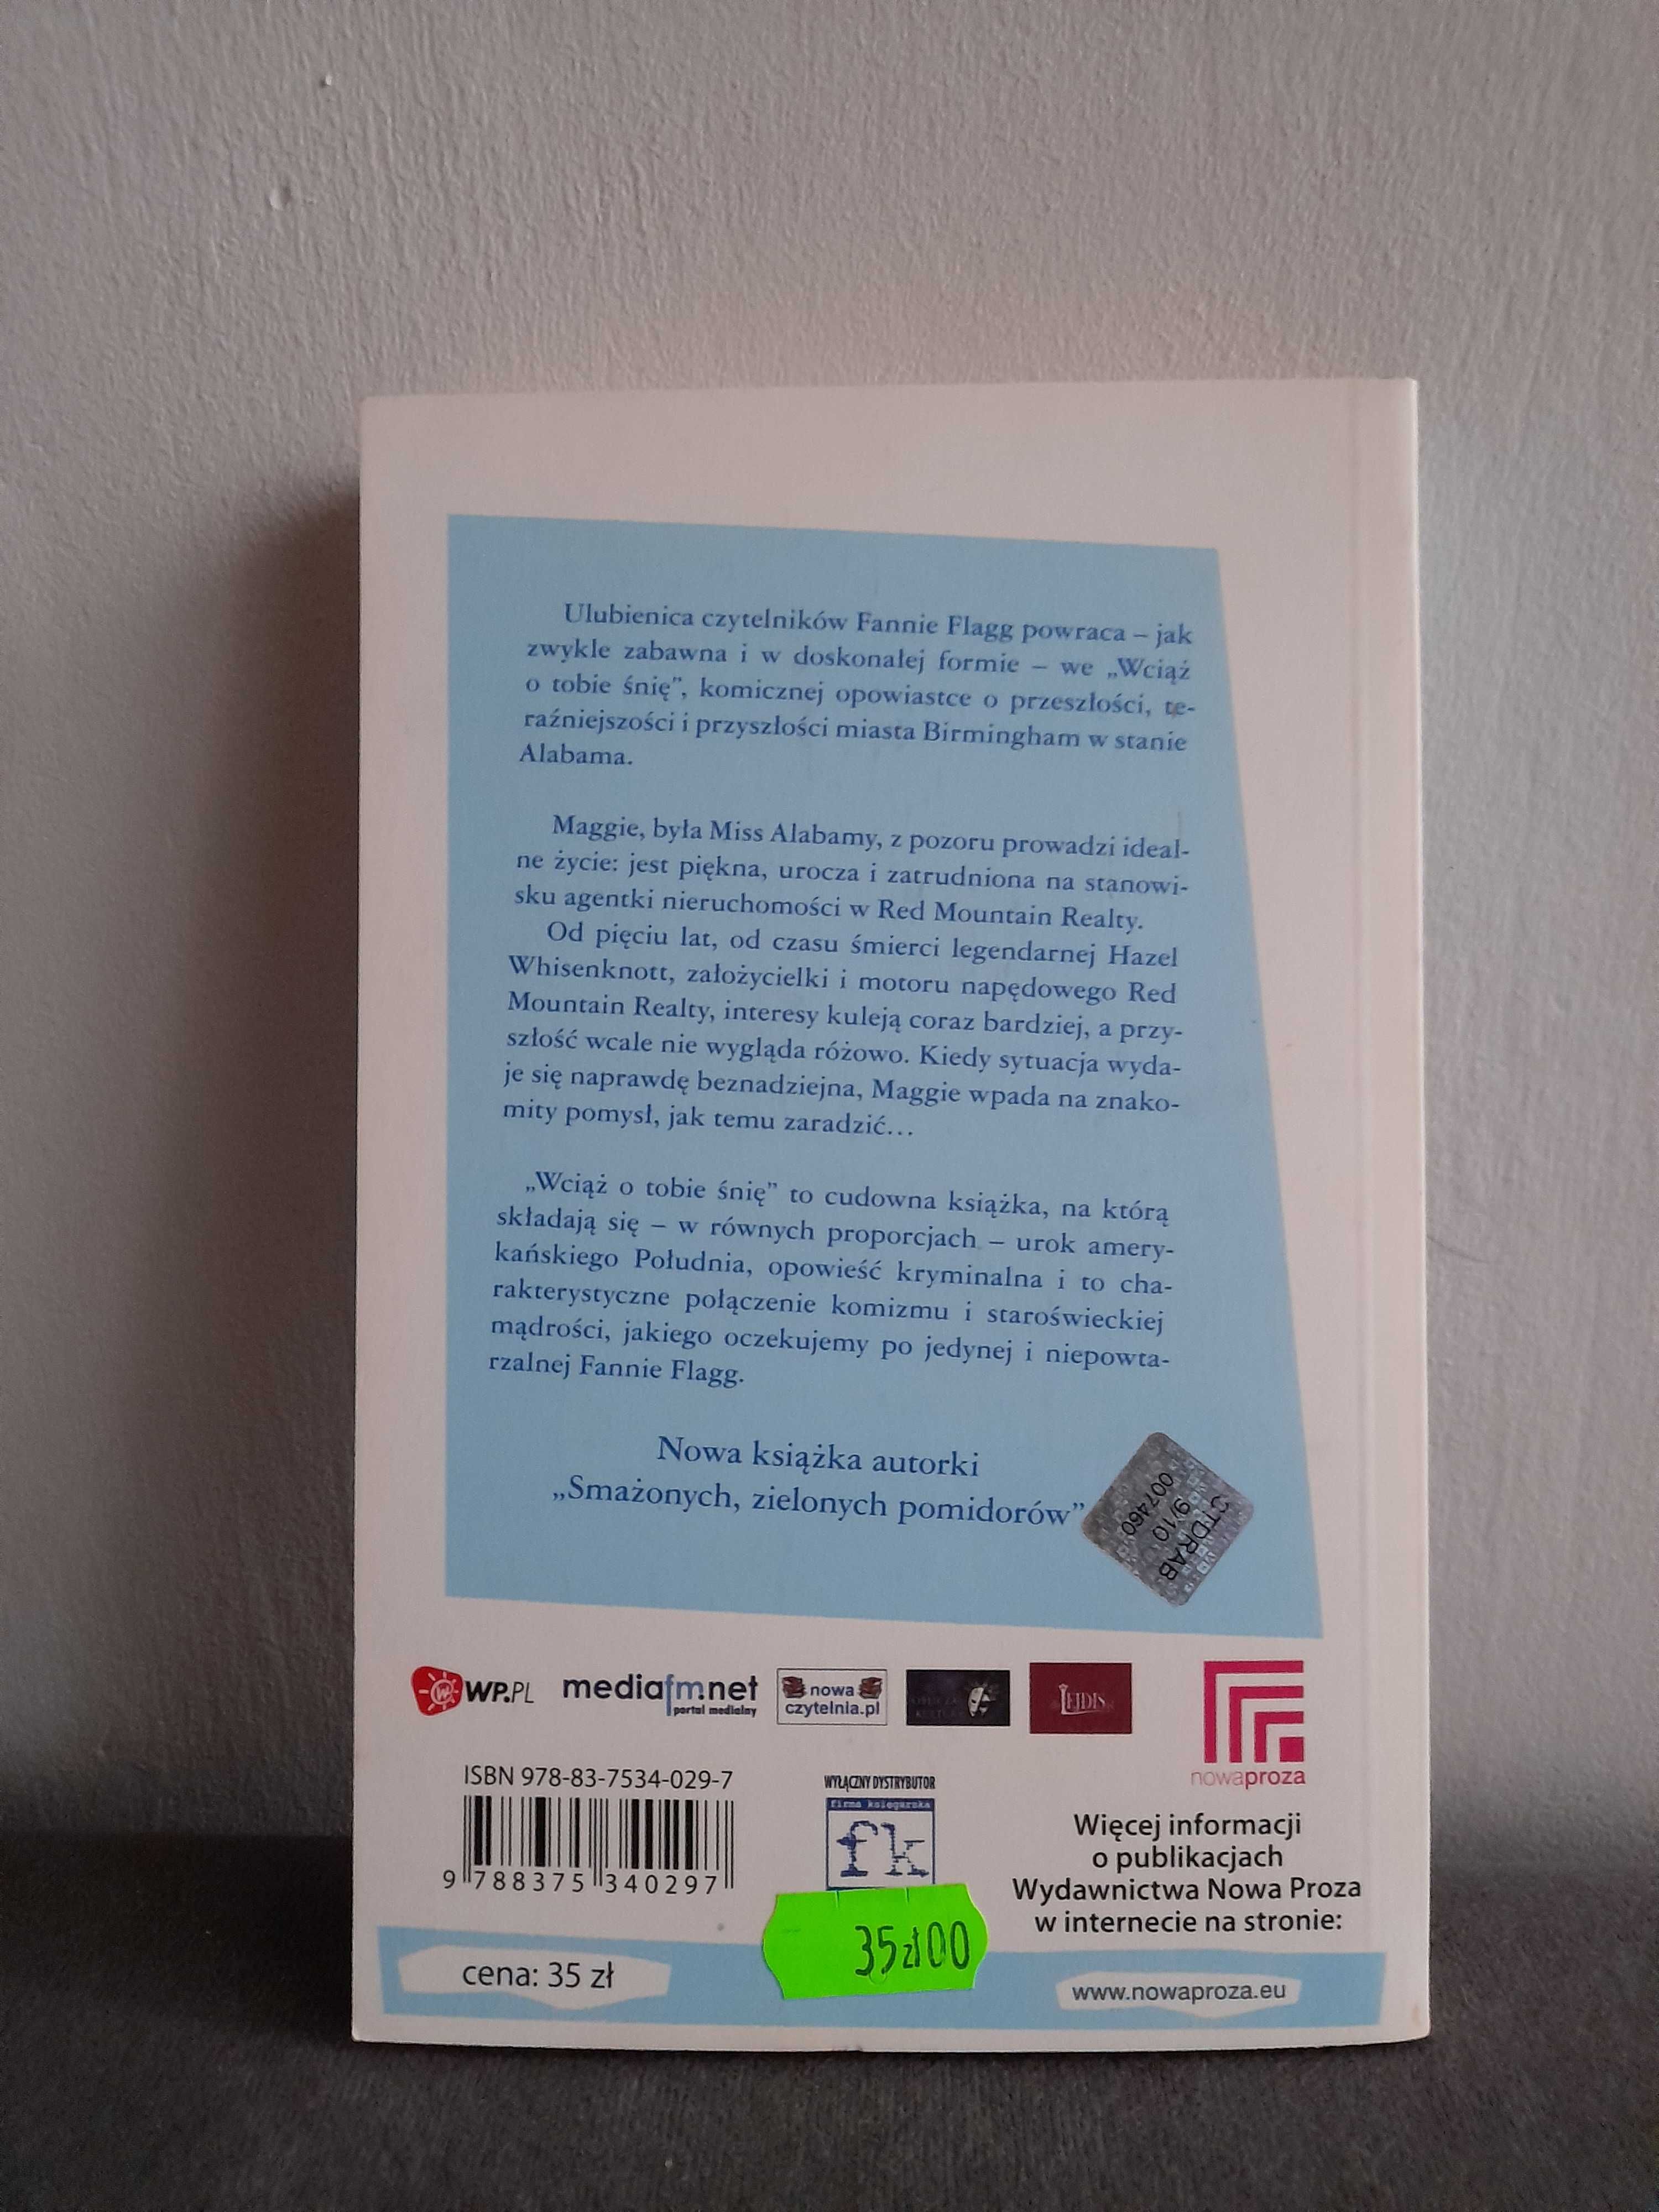 Ulubienica czytelników Fannie Flagg powraca – jak
zwykle zabawna i w doskonałej formie – we „Wciąż
o tobie śnię”, komicznej opowiastce o przeszłości, te-
raźniejszości i przyszłości miasta Birmingham w stanie
Alabama.
Maggie, była Miss Alabamy, z pozoru prowadzi ideal-
ne życie: jest piękna, urocza i zatrudniona na stanowi-
sku agentki nieruchomości w Red Mountain Realty.
Od pięciu lat, od czasu śmierci legendarnej Hazel
Whisenknott, założycielki i motoru napędowego Red
Mountain Realty, interesy kuleją coraz bardziej, a przy-
szłość wcale nie wygląda różowo. Kiedy sytuacja wyda-
je się naprawdę beznadziejna, Maggie wpada na znako-
mity pomysł, jak temu zaradzić...
„Wciąż o tobie śnię” to cudowna książka, na którą
składają się – w równych proporcjach – urok amery-
kańskiego Południa, opowieść kryminalna i to cha-
rakterystyczne połączenie komizmu i staroświeckiej
mądrości, jakiego oczekujemy po jedynej i niepowta-
rzalnej Fannie Flagg.
Nowa książka autorki
„Smażonych, zielonych pomidorów”
9/10
007460
WP.PL
mediafm.net
portal medialny
nowa
czytelnia.pl
LEJDIS
nowaproza
ISBN 978-83-7534-029-7
9 788375 340297
WYŁĄCZNY DYSTRYBUTOR
firma księgarska
fk
Więcej informacji
o publikacjach
Wydawnictwa Nowa Proza
w internecie na stronie:
35zł00
cena: 35 zł
www.nowaproza.eu